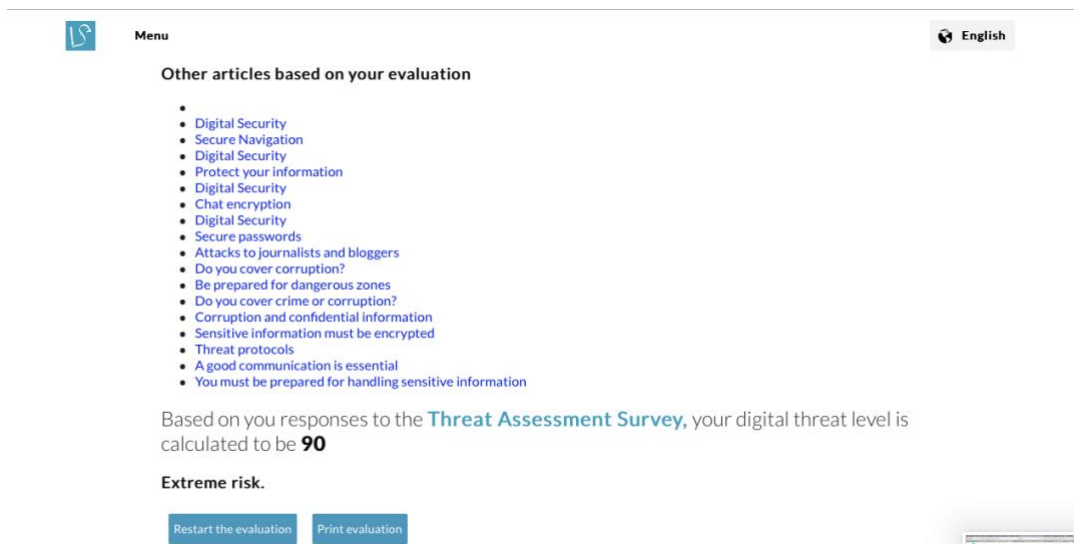 LS
Menu
English
Other articles based on your evaluation
Digital Security
Secure Navigation
Digital Security
Protect your information
Digital Security
Chat encryption
Digital Security
Secure passwords
Attacks to journalists and bloggers
Do you cover corruption?
Be prepared for dangerous zones
Do you cover crime or corruption?
Corruption and confidential information
Sensitive information must be encrypted
Threat protocols
A good communication is essential
You must be prepared for handling sensitive information
Based on you responses to the Threat Assessment Survey, your digital threat level is
calculated to be 90
Extreme risk.
Restart the evaluation
Print evaluation